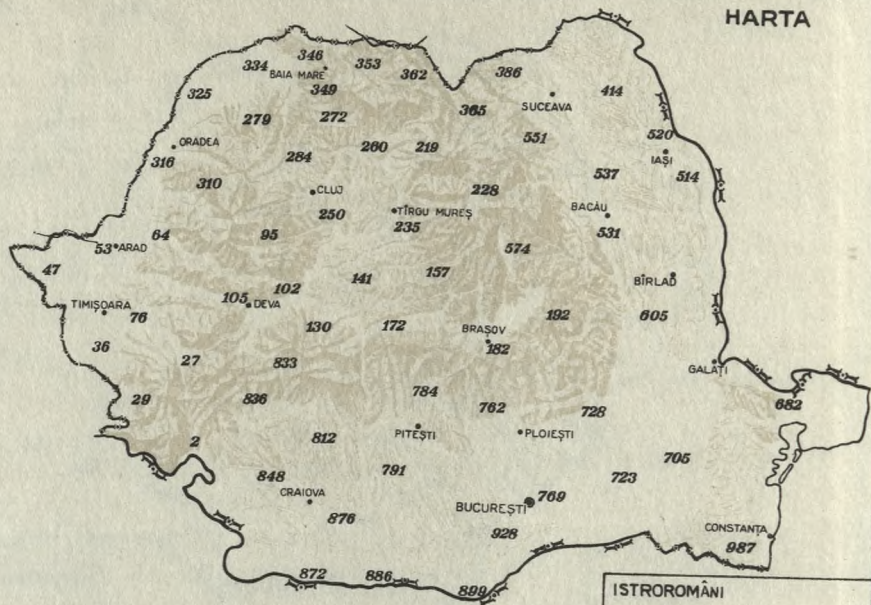 HARTA
346
334 353
362 386
BAIA MARE
325 349 365 SUCEAVA 414
279 272
520
551
ORADEA 260 219 IAȘI
316 284
514
310 228 537
CLUJ
250 TÎRGU MUREȘ BACĂU
64 95 235 531
53 ARAD 574
47 141 157 BÎRLAD
105 102
DEVA
TIMIȘOARA 76 192 605
130 172 BRAȘOV
36 182
27 833 GALAȚI
29 836 784 762 728 682
2 812 PITEȘTI PLOIEȘTI
791 705
848 723
CRAIOVA 769
BUCUREȘTI
876 928 CONSTANȚA
987
872 886
899
ISTROROMÂNI